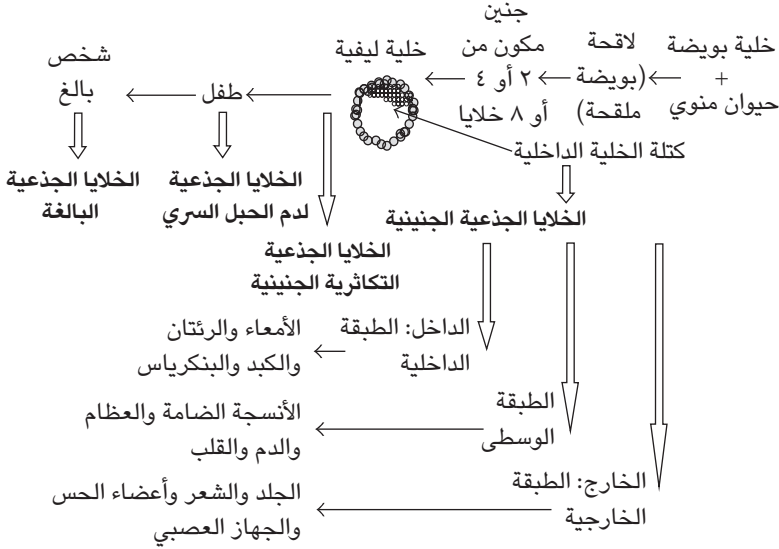 خلية بويضة
+
حيوان منوي
لاقحة
(بويضة
ملقحة)
جنين
مكون من
٢ أو ٤
أو ٨ خلايا
خلية ليفية
طفل
شخص
بالغ
كتلة الخلية الداخلية
الخلايا الجذعية الجنينية
الخلايا الجذعية
التكاثرية الجنينية
الخلايا الجذعية
لدم الحبل السري
الخلايا الجذعية
البالغة
الداخل: الطبقة
الداخلية
الأمعاء والرئتان
والكبد والبنكرياس
الطبقة
الوسطى
الأنسجة الضامة والعظام
والدم والقلب
الخارج: الطبقة
الخارجية
الجلد والشعر وأعضاء الحس
والجهاز العصبي